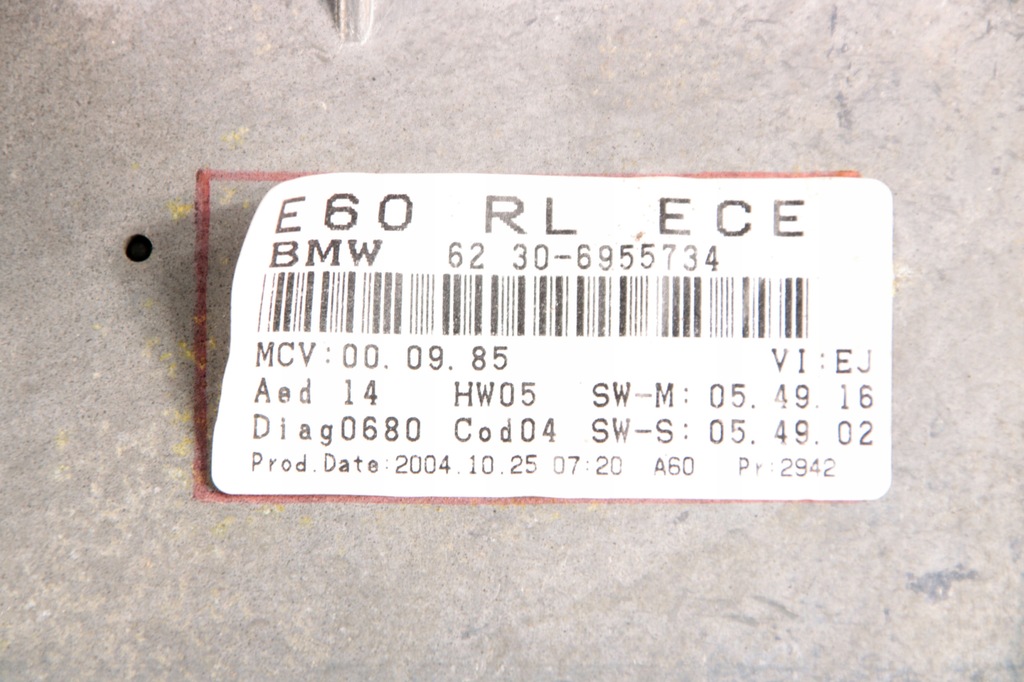 E60 RL ECE
BMW 62 30-6955734
MCV:00.09.85 VI:EJ
Aed 14 HW05 SW-M: 05.49.16
Diag0680 Cod04 SW-S: 05.49.02
Prod.Date:2004.10.25 07:20 A60 Pr:2942